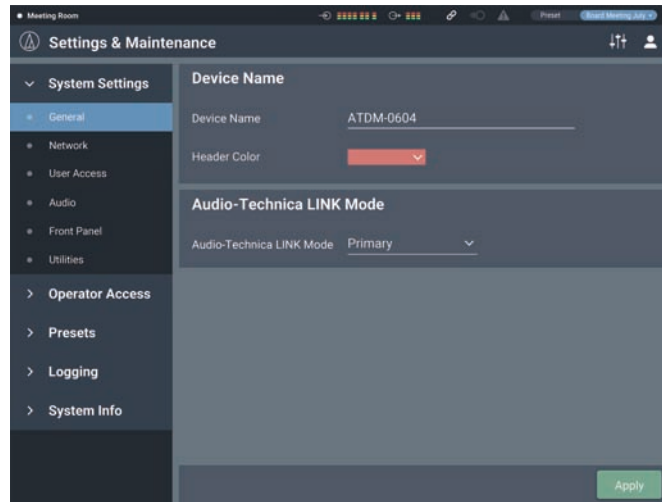 Meeting Room
Preset
Board Meeting July
Settings & Maintenance
System Settings
General
Network
User Access
Audio
Front Panel
Utilities
Operator Access
Presets
Logging
System Info
Device Name
Device Name ATDM-0604
Header Color
Audio-Technica LINK Mode
Audio-Technica LINK Mode Primary
Apply